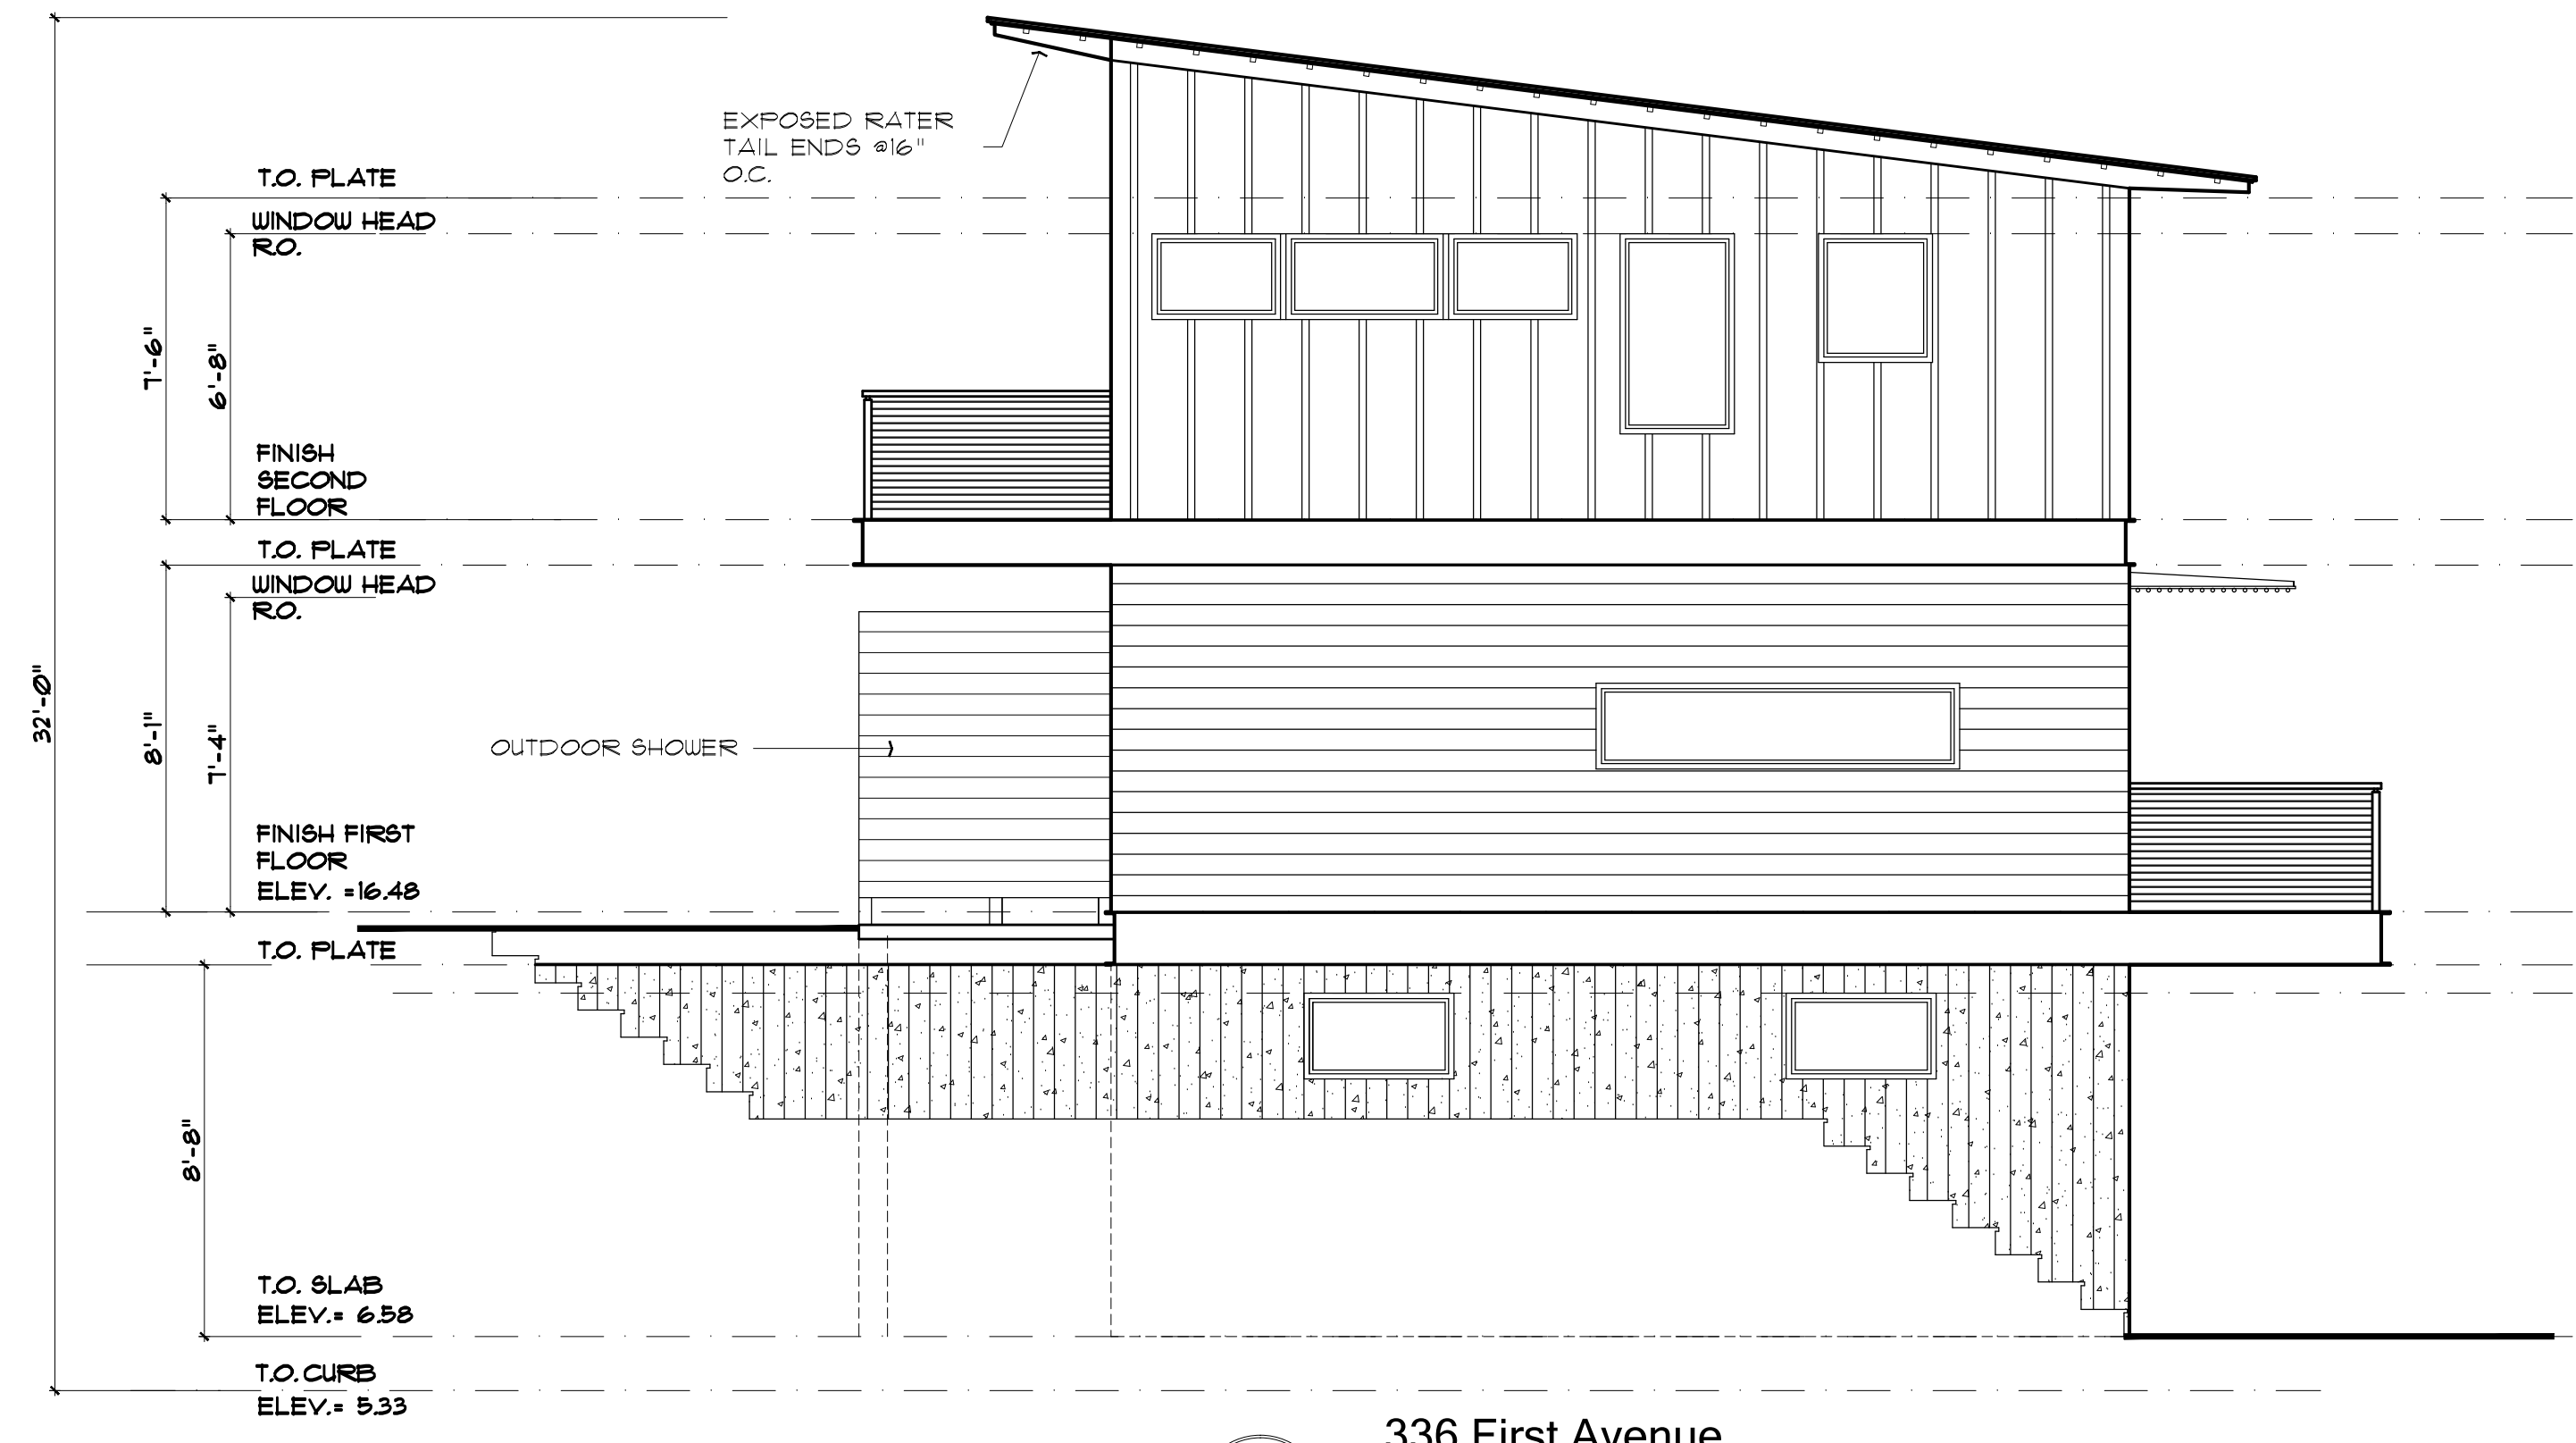 EXPOSED RATER
TAIL ENDS @16"
O.C.
T.O. PLATE
WINDOW HEAD
R.O.
7'-6"
6'-8"
FINISH
SECOND
FLOOR
T.O. PLATE
WINDOW HEAD
R.O.
32'-0"
8'-1"
7'-4"
OUTDOOR SHOWER
FINISH FIRST
FLOOR
ELEV. =16.48
T.O. PLATE
8'-8"
T.O. SLAB
ELEV.= 6.58
T.O. CURB
ELEV.= 5.33
336 First Avenue